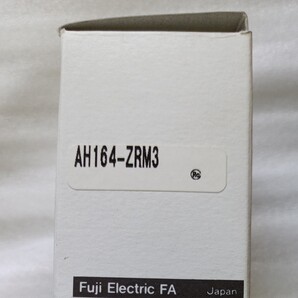 AH164-ZRM3
Fuji Electric FA
Japan